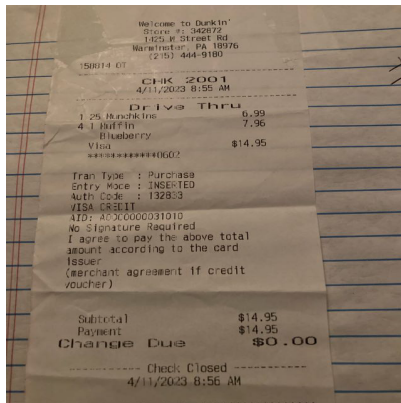 Welcome to Dunkin'
Store #: 342872
1425 W Street Rd
Warminster, PA 18976
(215) 444-9180
158814 OT
CHK 2001
4/11/2023 8:55 AM
Drive Thru
1 25 Munchkins 6.99
4 1 Muffin 7.96
Blueberry
Visa $14.95
************0602
Tran Type : Purchase
Entry Mode : INSERTED
Auth Code : 132833
VISA CREDIT
AID: A0000000031010
No Signature Required
I agree to pay the above total
amount according to the card
issuer
(merchant agreement if credit
voucher)
Subtotal $14.95
Payment $14.95
Change Due $0.00
----------- Check Closed -----------
4/11/2023 8:56 AM